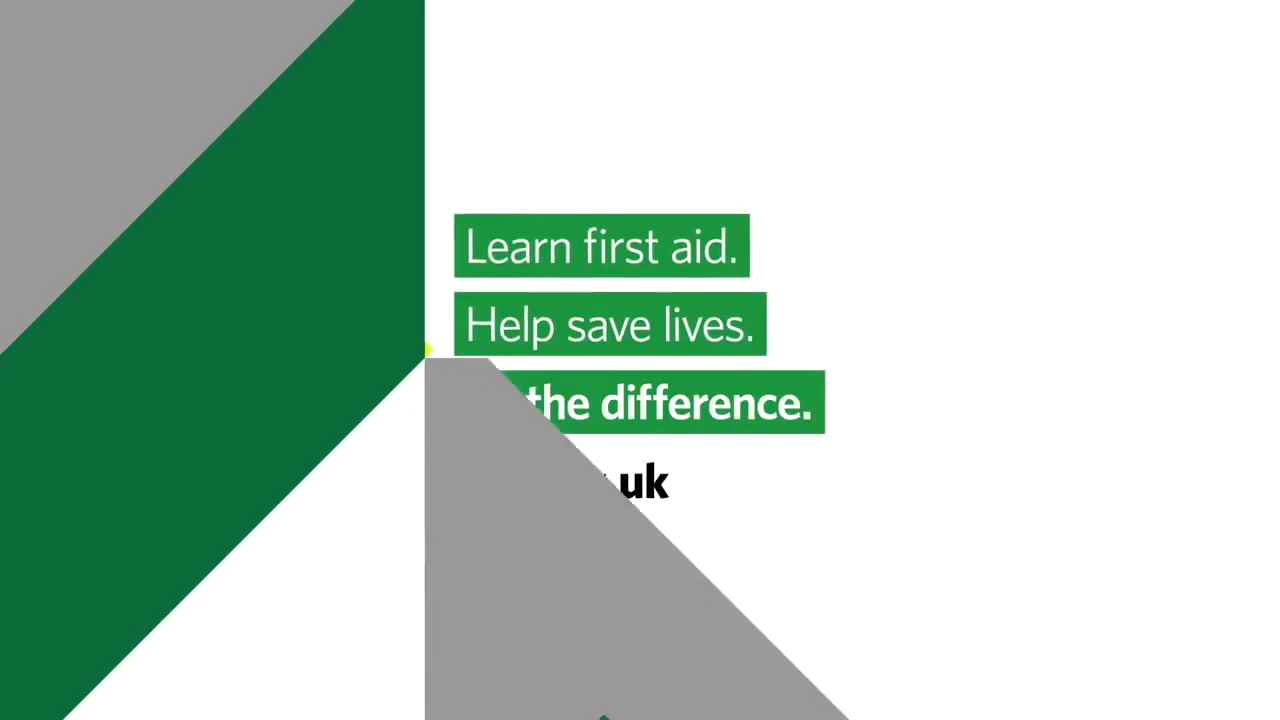 Learn first aid.
Help save lives.
the difference.
.uk